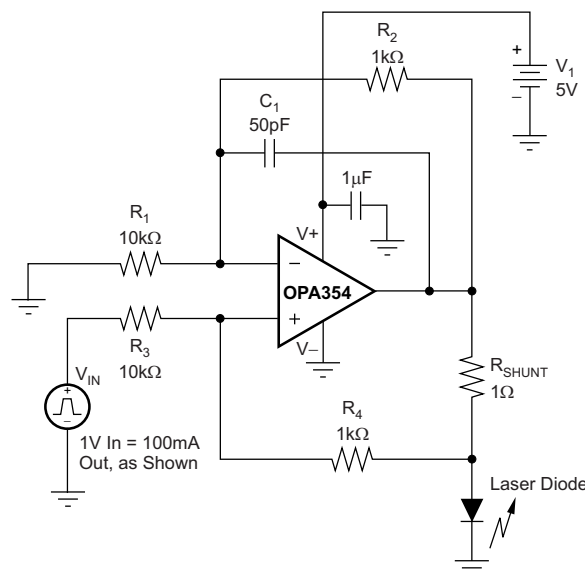 R2
1kΩ
V1
5V
+
−
C1
50pF
1μF
R1
10kΩ
V+
−
OPA354
+
V−
R3
10kΩ
VIN
+
−
1V In = 100mA
Out, as Shown
RSHUNT
1Ω
R4
1kΩ
Laser Diode